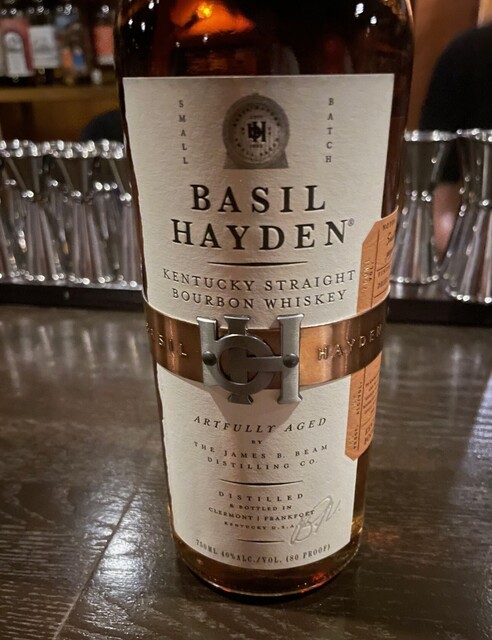 SMALL
BATCH
BASIL
HAYDEN®
KENTUCKY STRAIGHT
BOURBON WHISKEY
HAYDEN
ARTFULLY AGED
BY
THE JAMES B. BEAM
DISTILLING CO.
DISTILLED
& BOTTLED IN
CLERMONT | FRANKFORT
KENTUCKY U.S.A.
750ML 40%ALC./VOL. (80 PROOF)